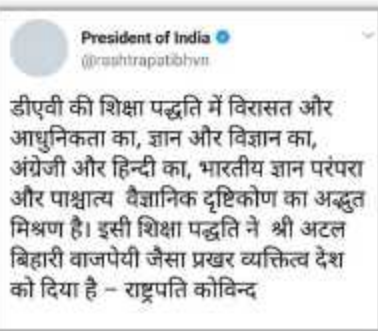 President of India
@rashtrapatibhvn
डीएवी की शिक्षा पद्धति में विरासत और
आधुनिकता का, ज्ञान और विज्ञान का,
अंग्रेजी और हिन्दी का, भारतीय ज्ञान परंपरा
और पाश्चात्य वैज्ञानिक दृष्टिकोण का अद्भुत
मिश्रण है। इसी शिक्षा पद्धति ने श्री अटल
बिहारी वाजपेयी जैसा प्रखर व्यक्तित्व देश
को दिया है – राष्ट्रपति कोविन्द